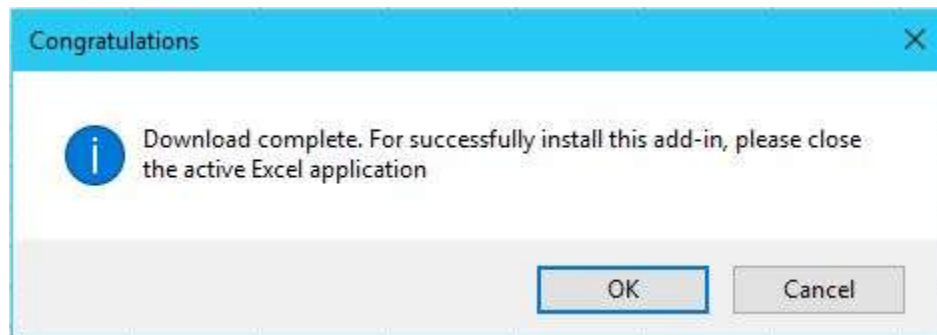 Congratulations
Download complete. For successfully install this add-in, please close
the active Excel application
OK
Cancel